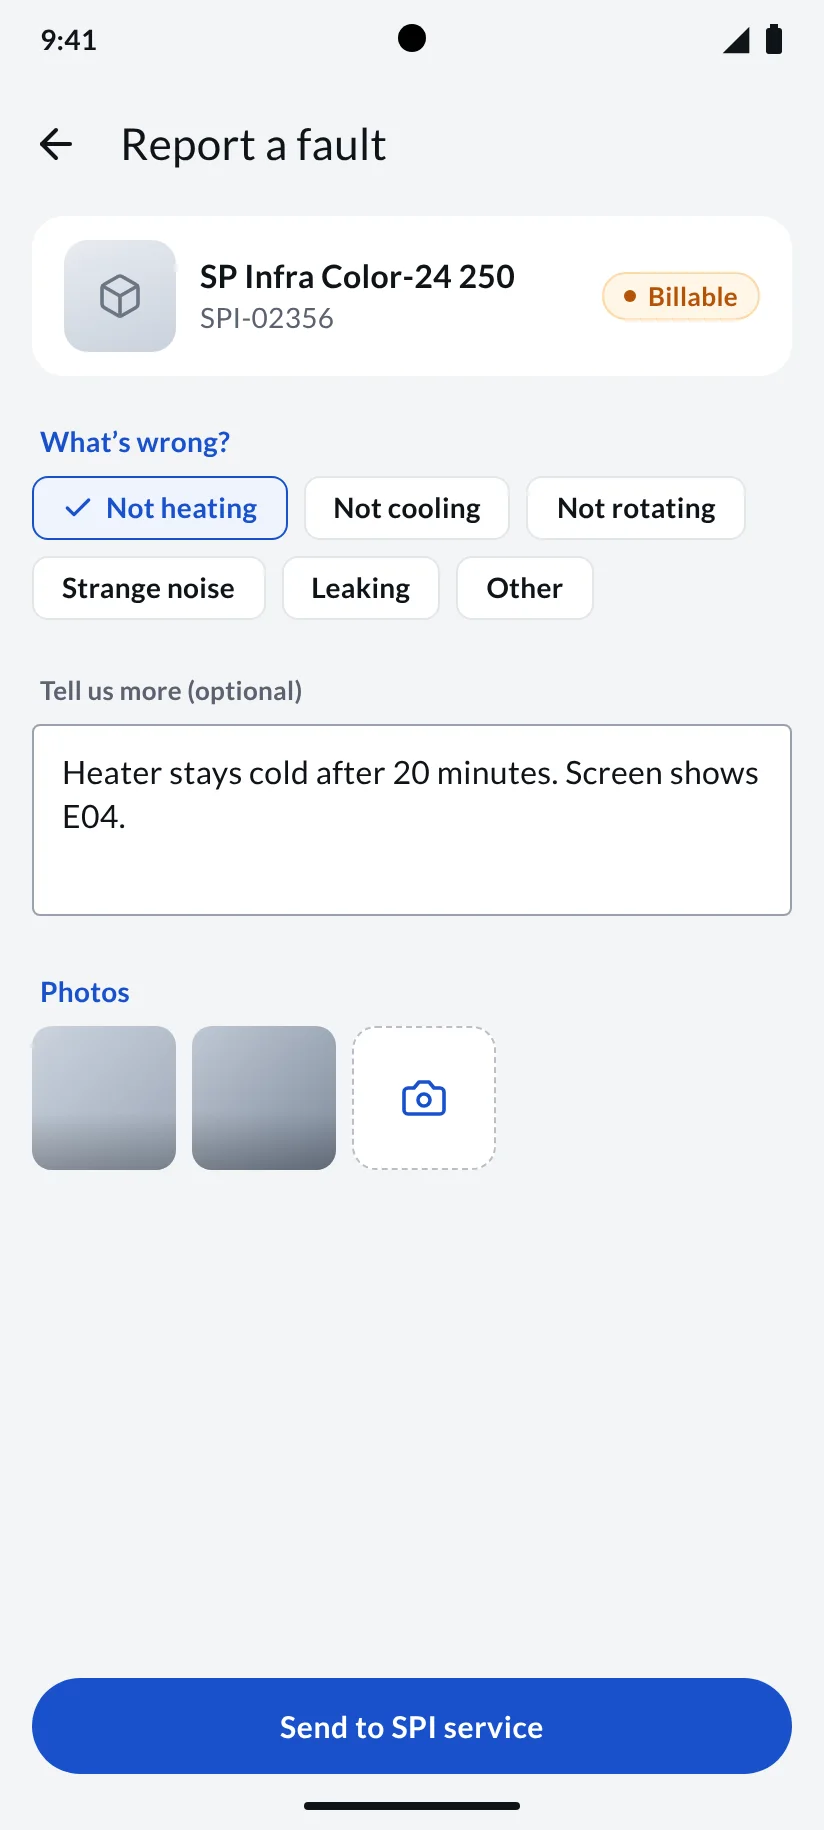 9:41
Report a fault
SP Infra Color-24 250
SPI-02356
Billable
What’s wrong?
Not heating
Not cooling
Not rotating
Strange noise
Leaking
Other
Tell us more (optional)
Heater stays cold after 20 minutes. Screen shows
E04.
Photos
Send to SPI service